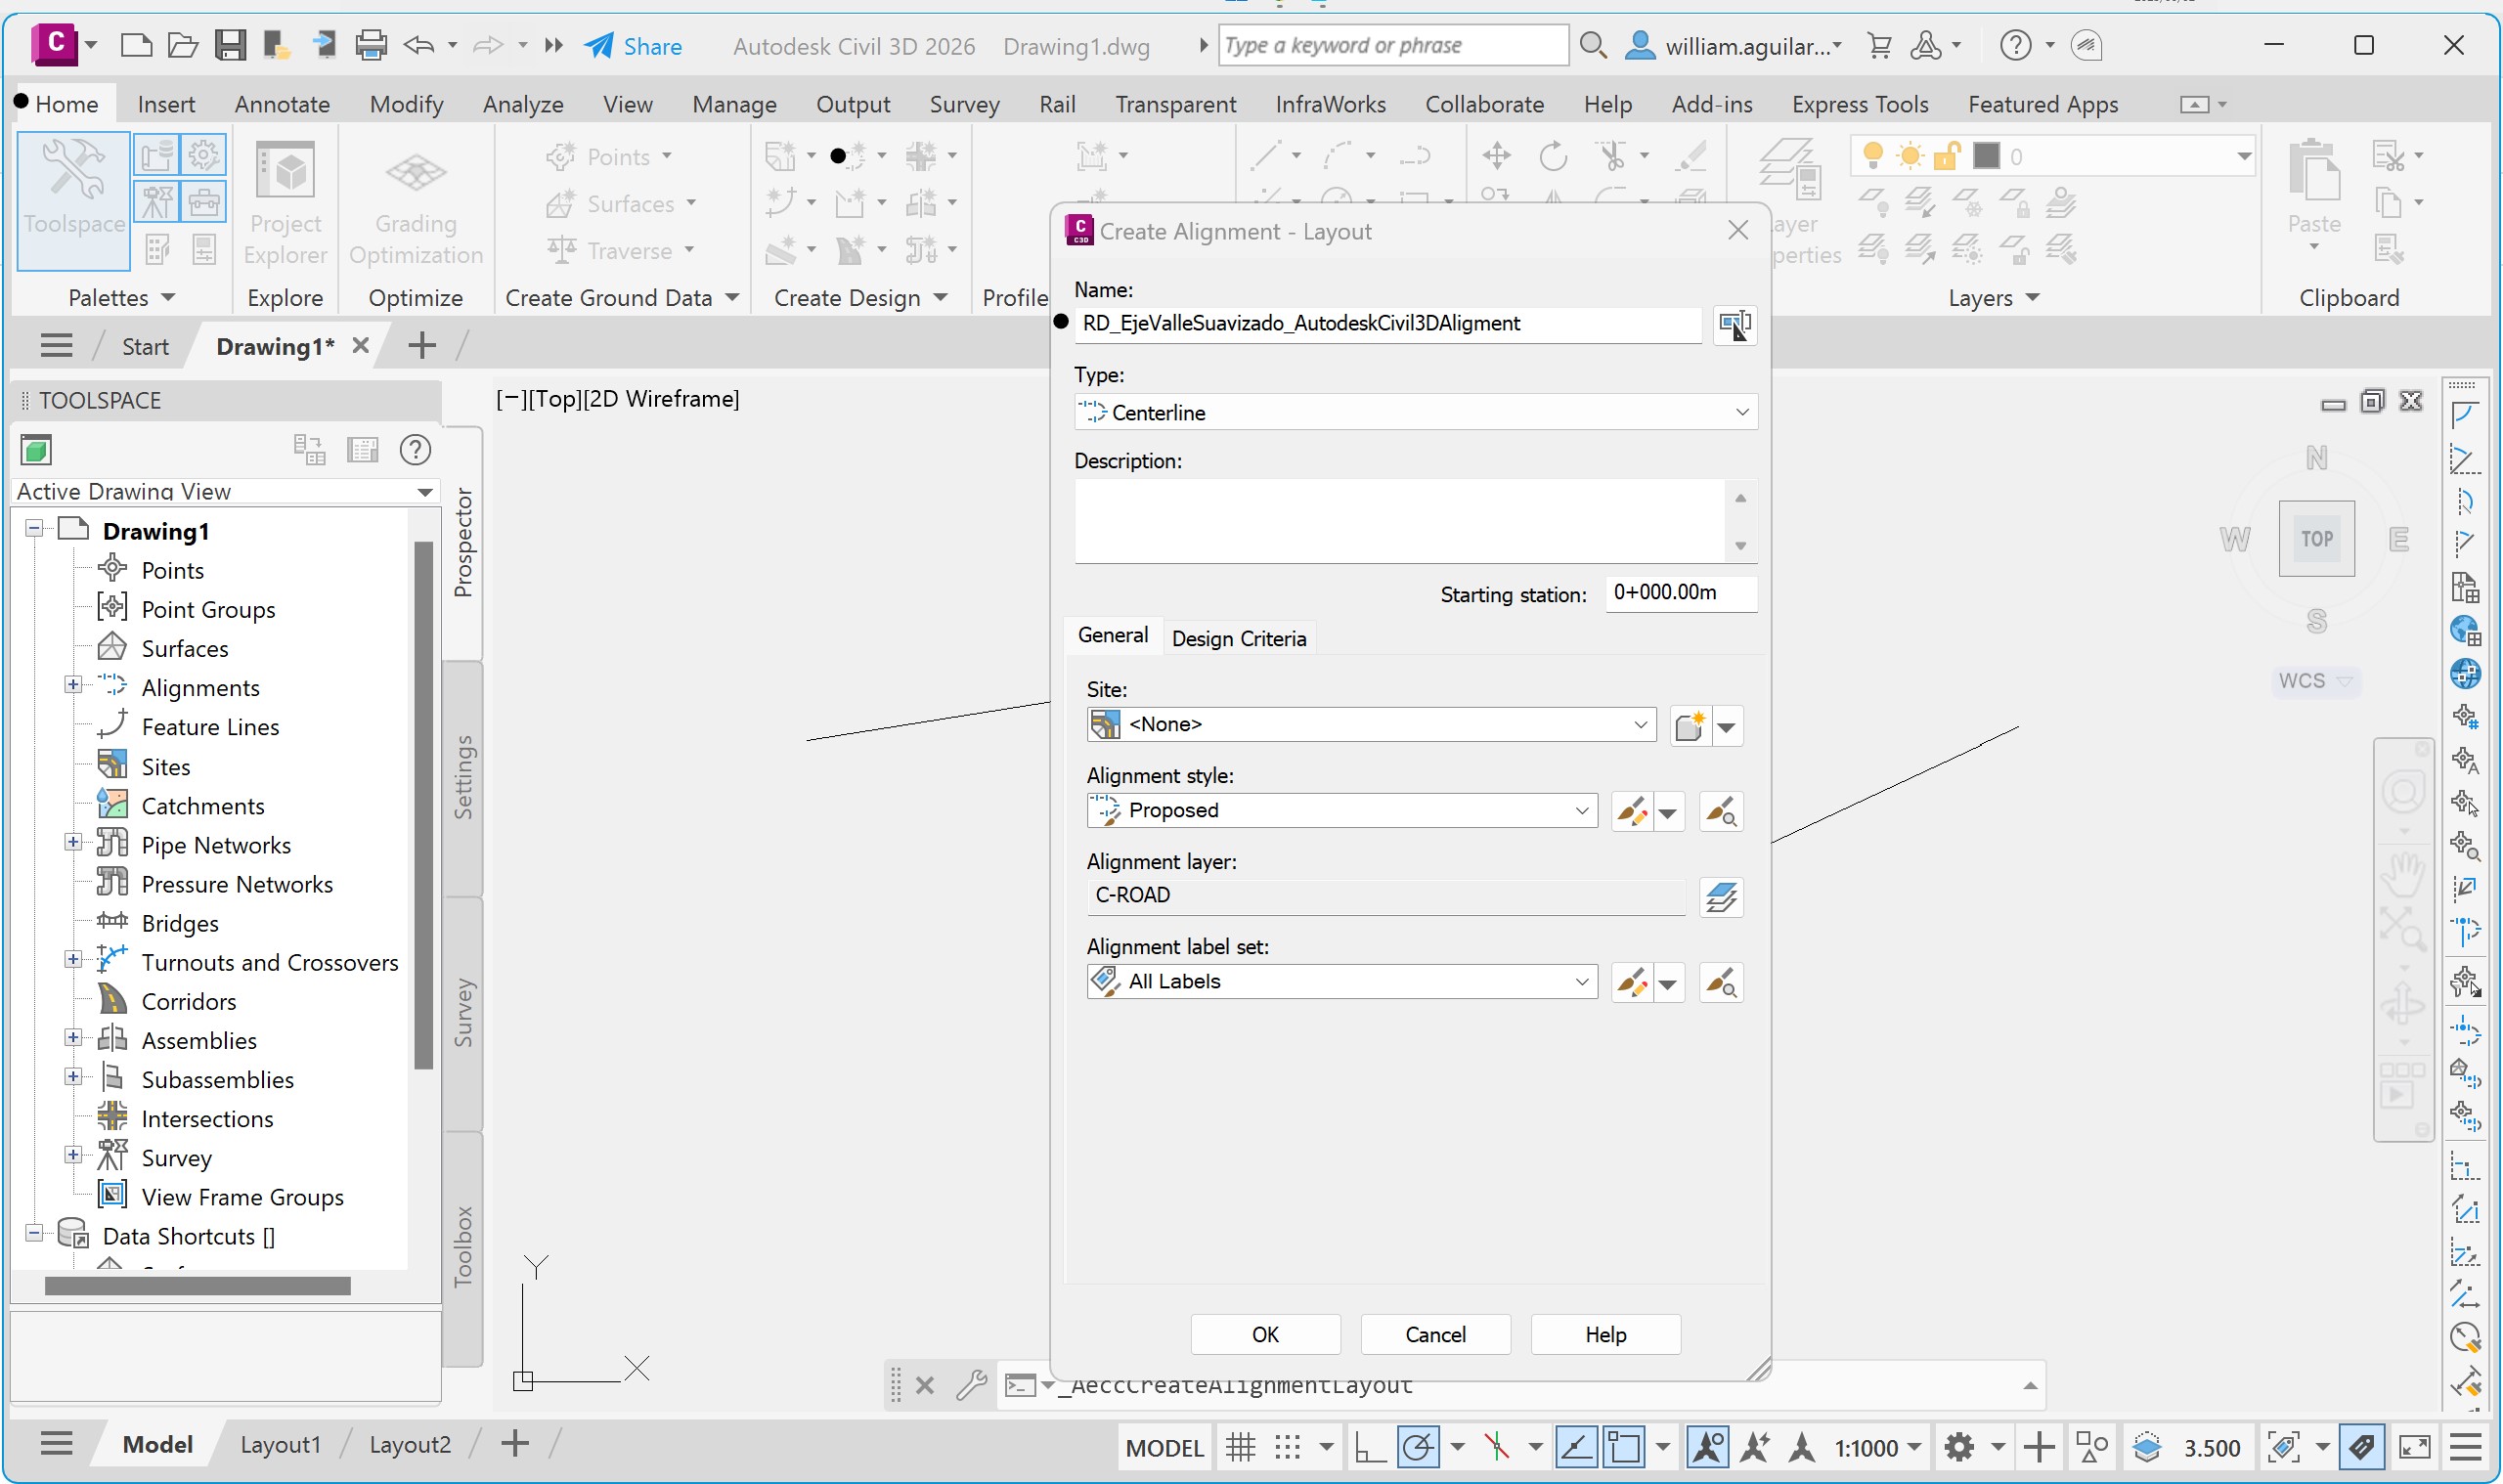 C
Share
Autodesk Civil 3D 2026
Drawing1.dwg
Type a keyword or phrase
william.aguilar...
Home
Insert
Annotate
Modify
Analyze
View
Manage
Output
Survey
Rail
Transparent
InfraWorks
Collaborate
Help
Add-ins
Express Tools
Featured Apps
Toolspace
Project Explorer
Grading Optimization
Points
Surfaces
Traverse
0
Paste
Palettes
Explore
Optimize
Create Ground Data
Create Design
Profile
Layers
Clipboard
Start
Drawing1*
TOOLSPACE
Active Drawing View
Drawing1
Points
Point Groups
Surfaces
Alignments
Feature Lines
Sites
Catchments
Pipe Networks
Pressure Networks
Bridges
Turnouts and Crossovers
Corridors
Assemblies
Subassemblies
Intersections
Survey
View Frame Groups
Data Shortcuts []
Prospector
Settings
Survey
Toolbox
[−][Top][2D Wireframe]
Y
X
C3D
Create Alignment - Layout
Name:
RD_EjeValleSuavizado_AutodeskCivil3DAligment
Type:
Centerline
Description:
Starting station:
0+000.00m
General
Design Criteria
Site:
<None>
Alignment style:
Proposed
Alignment layer:
C-ROAD
Alignment label set:
All Labels
OK
Cancel
Help
_AeccCreateAlignmentLayout
N
W
TOP
E
S
WCS
Model
Layout1
Layout2
MODEL
1:1000
3.500